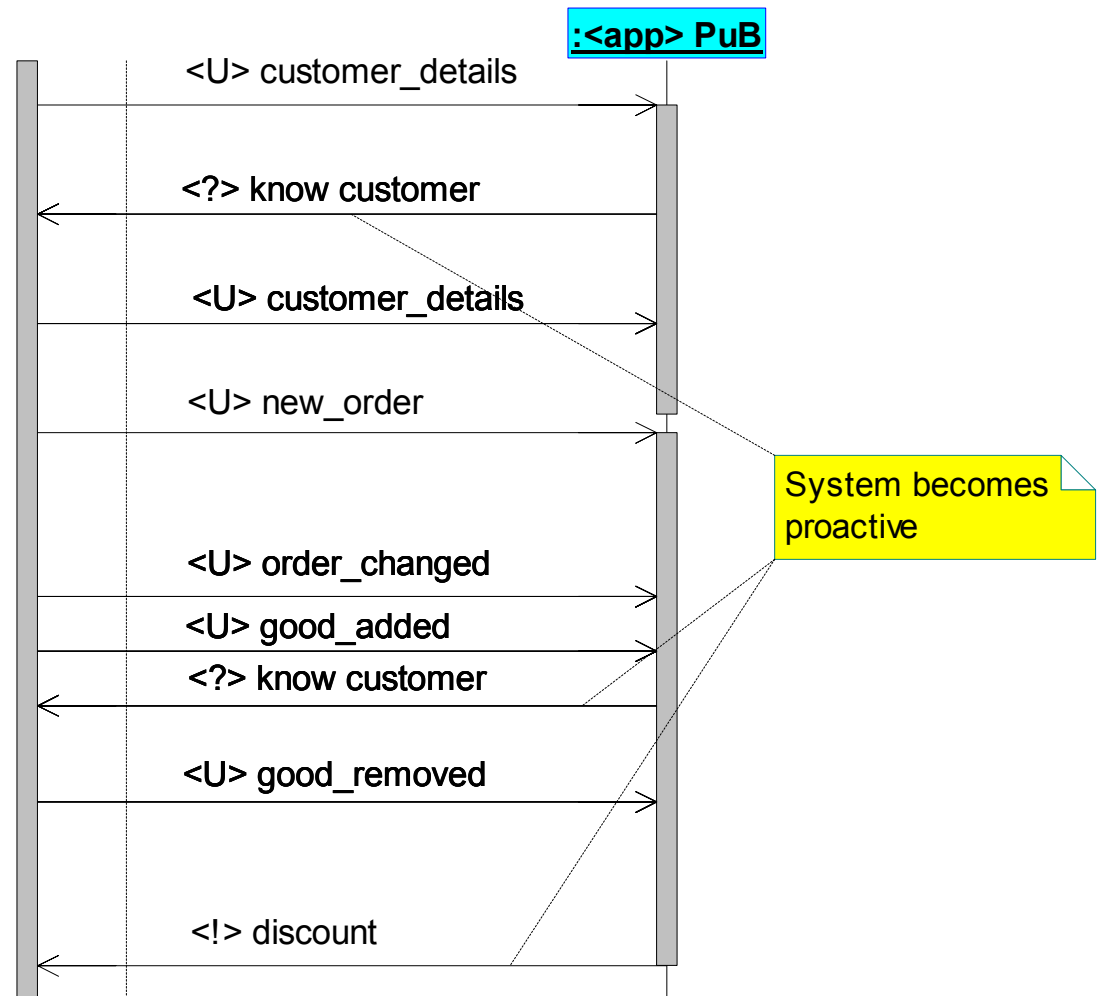 :<app> PuB
<U> customer_details
<?> know customer
<U> customer_details
<U> new_order
System becomes
proactive
<U> order_changed
<U> good_added
<?> know customer
<U> good_removed
<!> discount